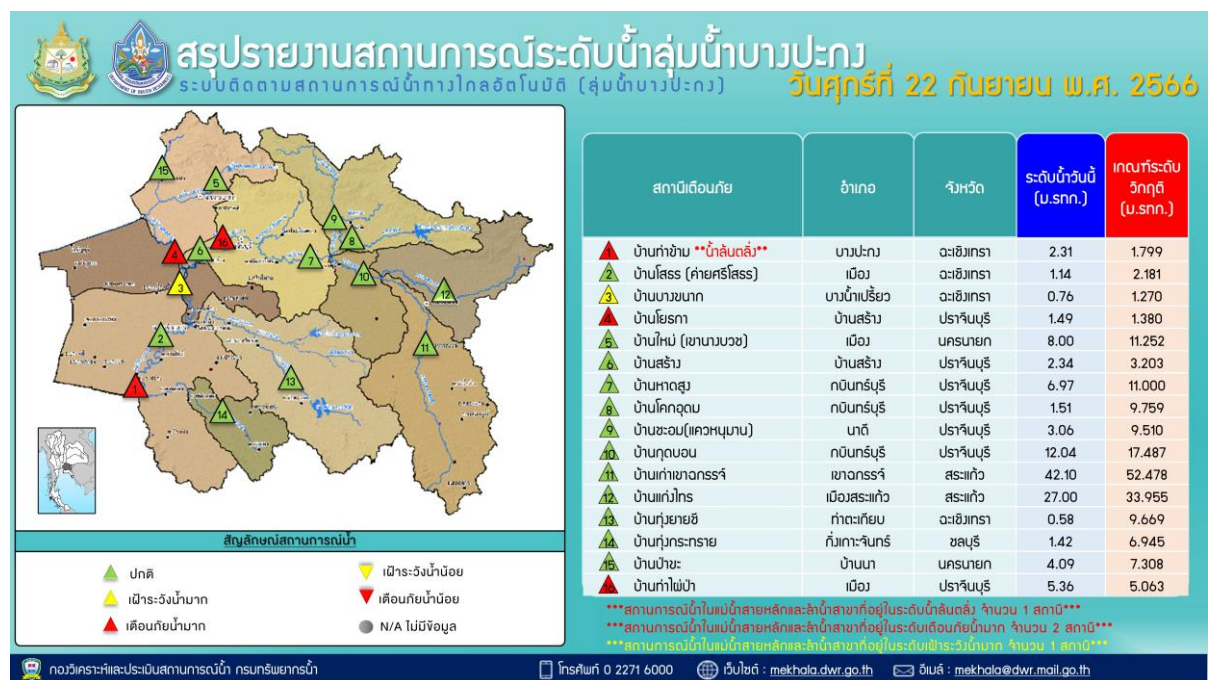 สรุปรายงานสถานการณ์ระดับน้ำลุ่มน้ำบางปะกง
ระบบติดตามสถานการณ์น้ำทางไกลอัตโนมัติ (ลุ่มน้ำบางปะกง)
วันศุกร์ที่ 22 กันยายน พ.ศ. 2566
สถานีเตือนภัย อำเภอ จังหวัด ระดับน้ำวันนี้ (ม.รทก.) เกณฑ์ระดับวิกฤติ (ม.รทก.)
1 บ้านท่าข้าม **น้ำล้นตลิ่ง** บางปะกง ฉะเชิงเทรา 2.31 1.799
2 บ้านโสธร (ค่ายศรีโสธร) เมือง ฉะเชิงเทรา 1.14 2.181
3 บ้านบางขนาก บางน้ำเปรี้ยว ฉะเชิงเทรา 0.76 1.270
4 บ้านโยธกา บ้านสร้าง ปราจีนบุรี 1.49 1.380
5 บ้านใหม่ (เขานางบวช) เมือง นครนายก 8.00 11.252
6 บ้านสร้าง บ้านสร้าง ปราจีนบุรี 2.34 3.203
7 บ้านหาดสูง กบินทร์บุรี ปราจีนบุรี 6.97 11.000
8 บ้านโคกอุดม กบินทร์บุรี ปราจีนบุรี 1.51 9.759
9 บ้านชะอม(แควหนุมาน) นาดี ปราจีนบุรี 3.06 9.510
10 บ้านกุดบอน กบินทร์บุรี ปราจีนบุรี 12.04 17.487
11 บ้านเก่าเขาฉกรรจ์ เขาฉกรรจ์ สระแก้ว 42.10 52.478
12 บ้านแก่งไทร เมืองสระแก้ว สระแก้ว 27.00 33.955
13 บ้านทุ่งยายชี ท่าตะเกียบ ฉะเชิงเทรา 0.58 9.669
14 บ้านทุ่งกระทราย กิ่งเกาะจันทร์ ชลบุรี 1.42 6.945
15 บ้านป่าขะ บ้านนา นครนายก 4.09 7.308
16 บ้านท่าไผ่ป่า เมือง ปราจีนบุรี 5.36 5.063
***สถานการณ์น้ำในแม่น้ำสายหลักและลำน้ำสาขาที่อยู่ในระดับน้ำล้นตลิ่ง จำนวน 1 สถานี***
***สถานการณ์น้ำในแม่น้ำสายหลักและลำน้ำสาขาที่อยู่ในระดับเตือนภัยน้ำมาก จำนวน 2 สถานี***
***สถานการณ์น้ำในแม่น้ำสายหลักและลำน้ำสาขาที่อยู่ในระดับเฝ้าระวังน้ำมาก จำนวน 1 สถานี***
15
5
9
16
8
4
6
7
10
3
12
2
11
13
1
14
สัญลักษณ์สถานการณ์น้ำ
ปกติ เฝ้าระวังน้ำน้อย
เฝ้าระวังน้ำมาก เตือนภัยน้ำน้อย
เตือนภัยน้ำมาก N/A ไม่มีข้อมูล
กองวิเคราะห์และประเมินสถานการณ์น้ำ กรมทรัพยากรน้ำ โทรศัพท์ 0 2271 6000 เว็บไซต์ : mekhala.dwr.go.th อีเมล์ : mekhala@dwr.mail.go.th